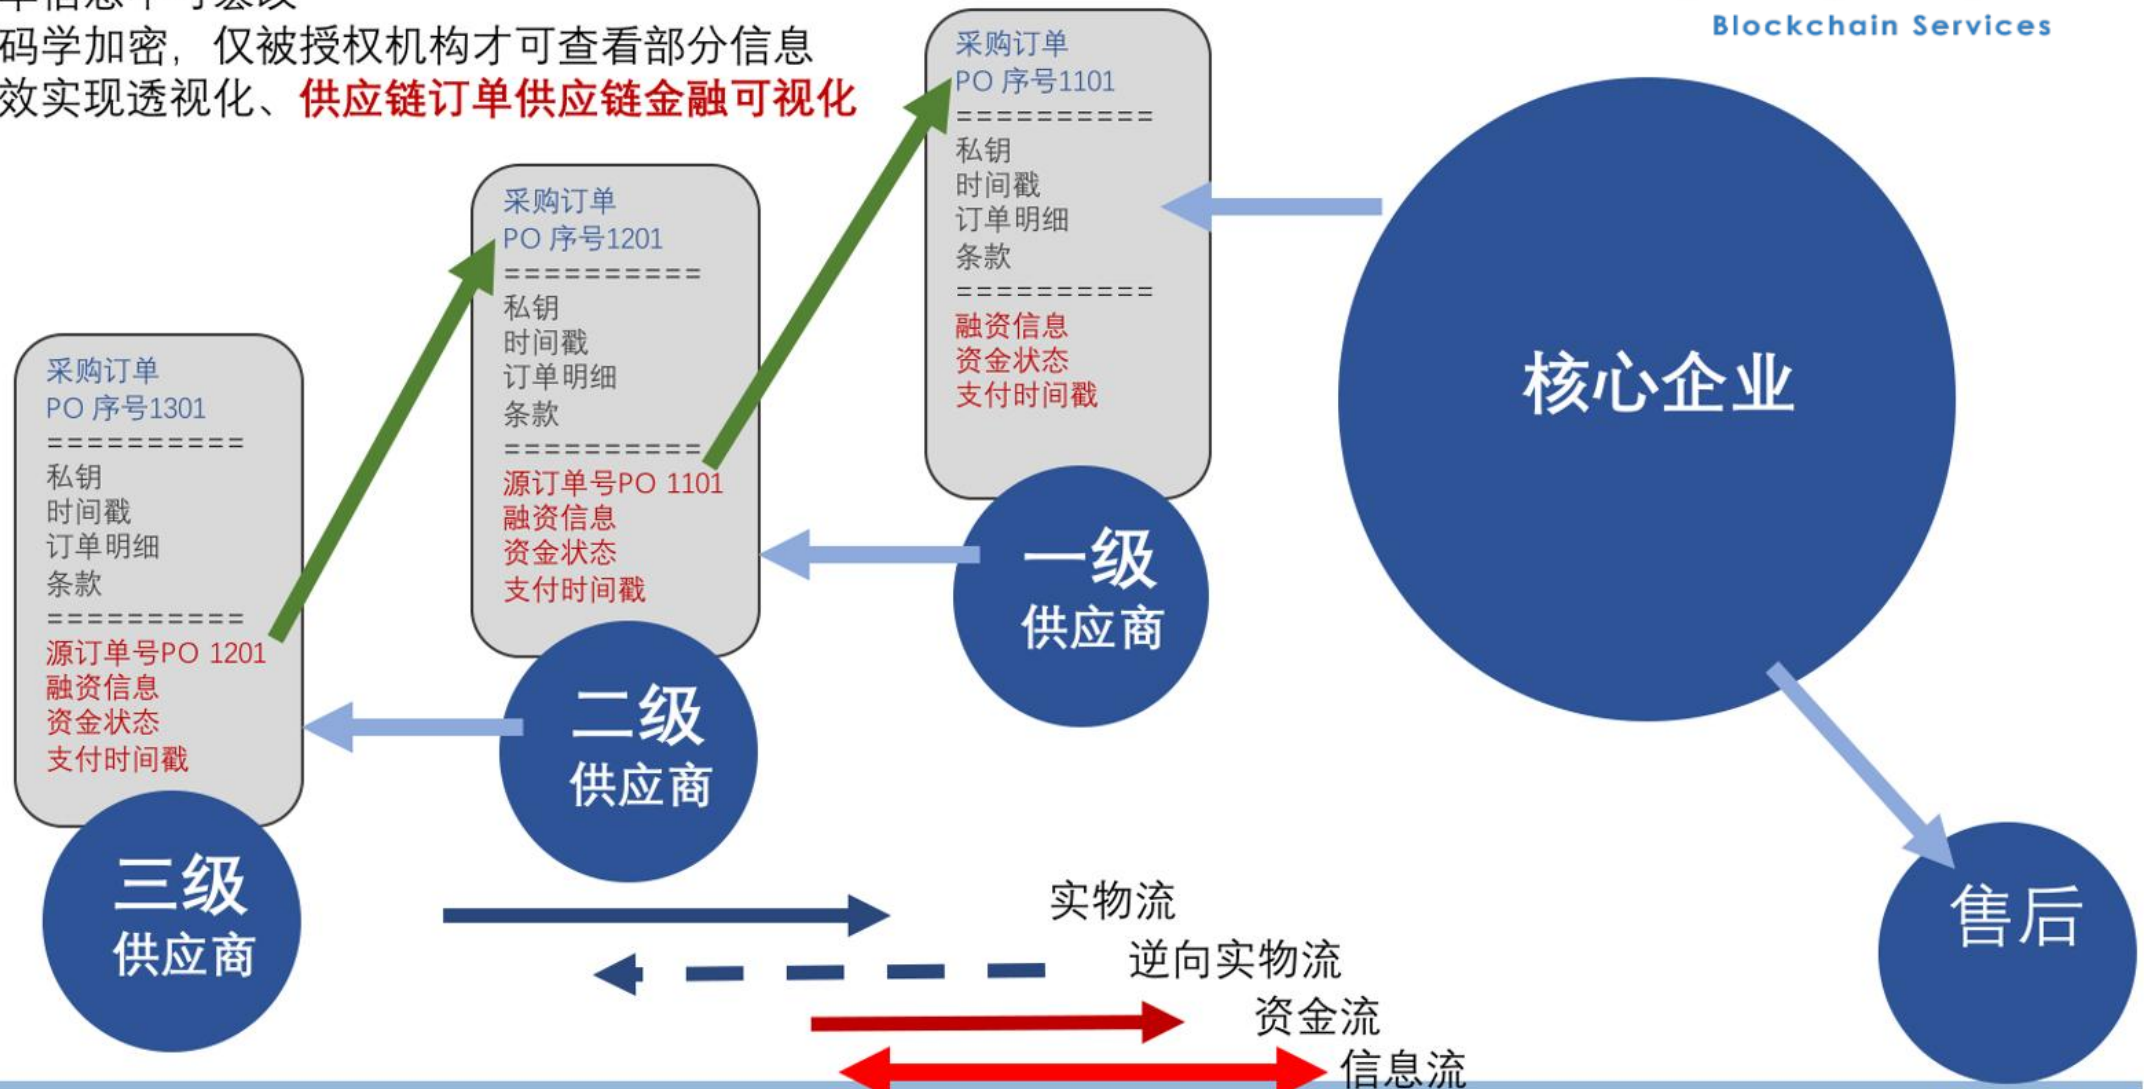 码学加密，仅被授权机构才可查看部分信息
效实现透视化、供应链订单供应链金融可视化
Blockchain Services
采购订单
PO 序号1101
==========
私钥
时间戳
订单明细
条款
==========
融资信息
资金状态
支付时间戳
采购订单
PO 序号1201
==========
私钥
时间戳
订单明细
条款
==========
源订单号PO 1101
融资信息
资金状态
支付时间戳
采购订单
PO 序号1301
==========
私钥
时间戳
订单明细
条款
==========
源订单号PO 1201
融资信息
资金状态
支付时间戳
核心企业
一级
供应商
二级
供应商
三级
供应商
售后
实物流
逆向实物流
资金流
信息流